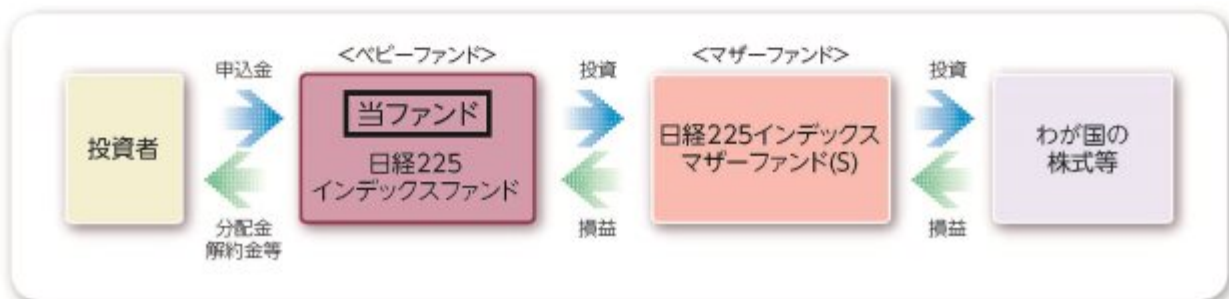 <ベビーファンド>
<マザーファンド>
申込金
投資
投資
投資者
当ファンド
日経225
インデックスファンド
日経225インデックス
マザーファンド(S)
わが国の
株式等
分配金
解約金等
損益
損益